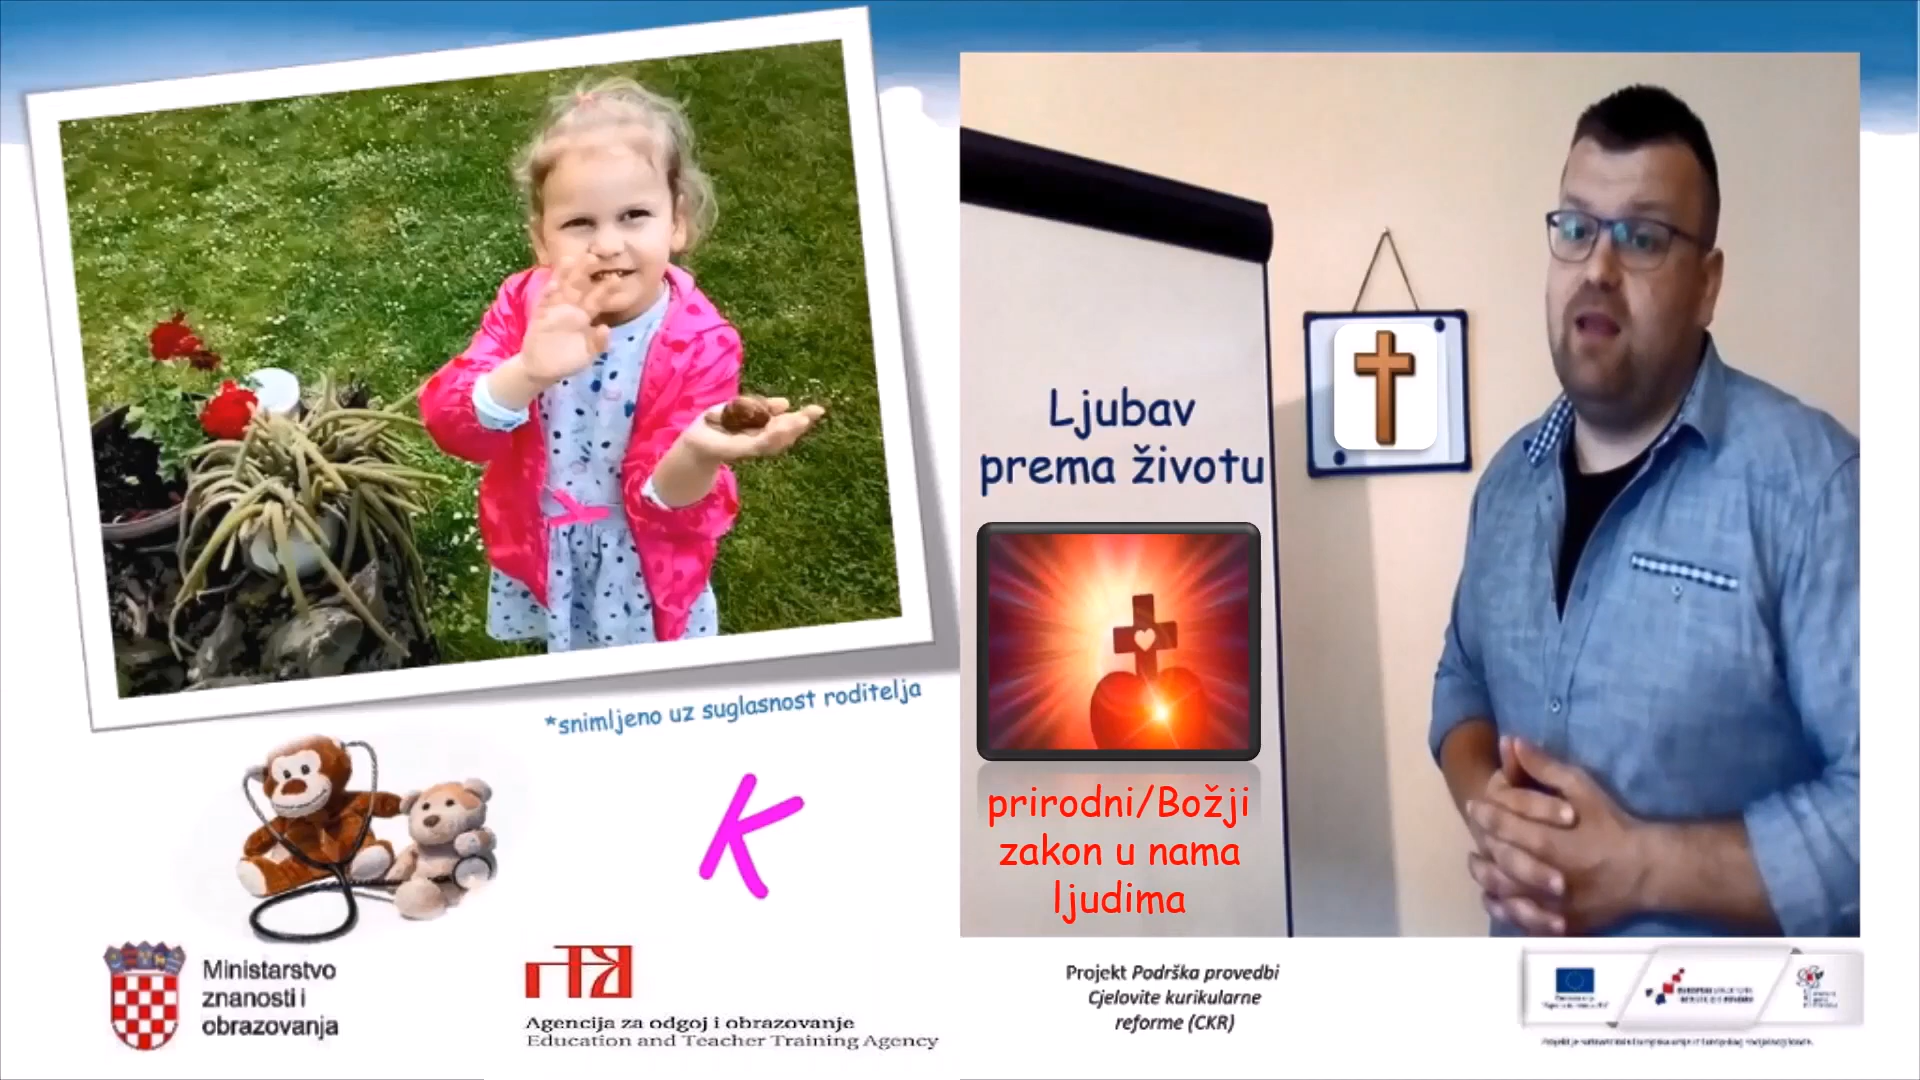 *snimljeno uz suglasnost roditelja
K
Ministarstvo
znanosti i
obrazovanja
Agencija za odgoj i obrazovanje
Education and Teacher Training Agency
Ljubav
prema životu
prirodni/Božji
zakon u nama
ljudima
Projekt Podrška provedbi
Cjelovite kurikularne
reforme (CKR)